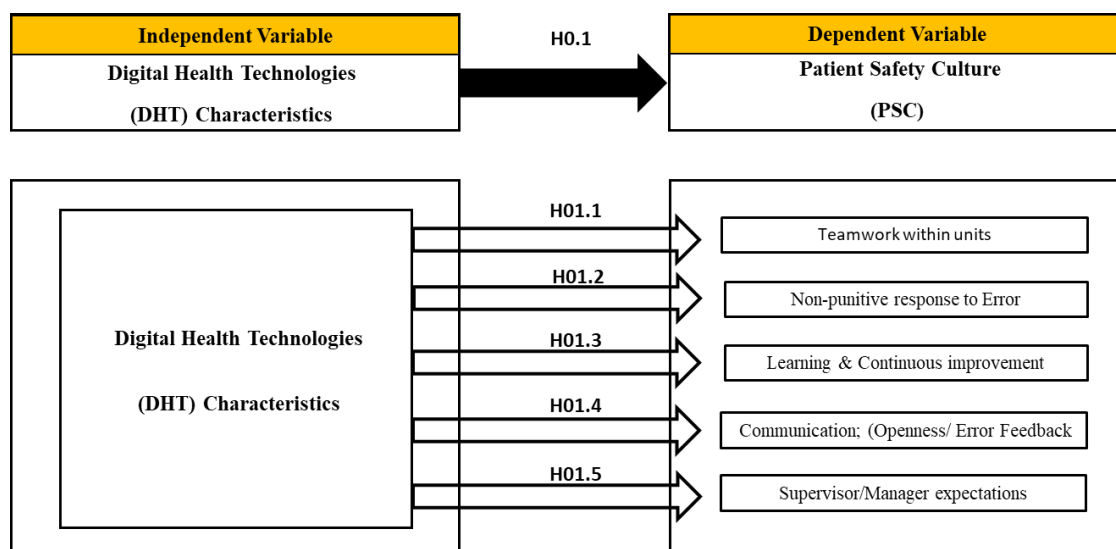 Independent Variable
Digital Health Technologies
(DHT) Characteristics
H0.1
Dependent Variable
Patient Safety Culture
(PSC)
Digital Health Technologies
(DHT) Characteristics
H01.1
Teamwork within units
H01.2
Non-punitive response to Error
H01.3
Learning & Continuous improvement
H01.4
Communication; (Openness/ Error Feedback
H01.5
Supervisor/Manager expectations